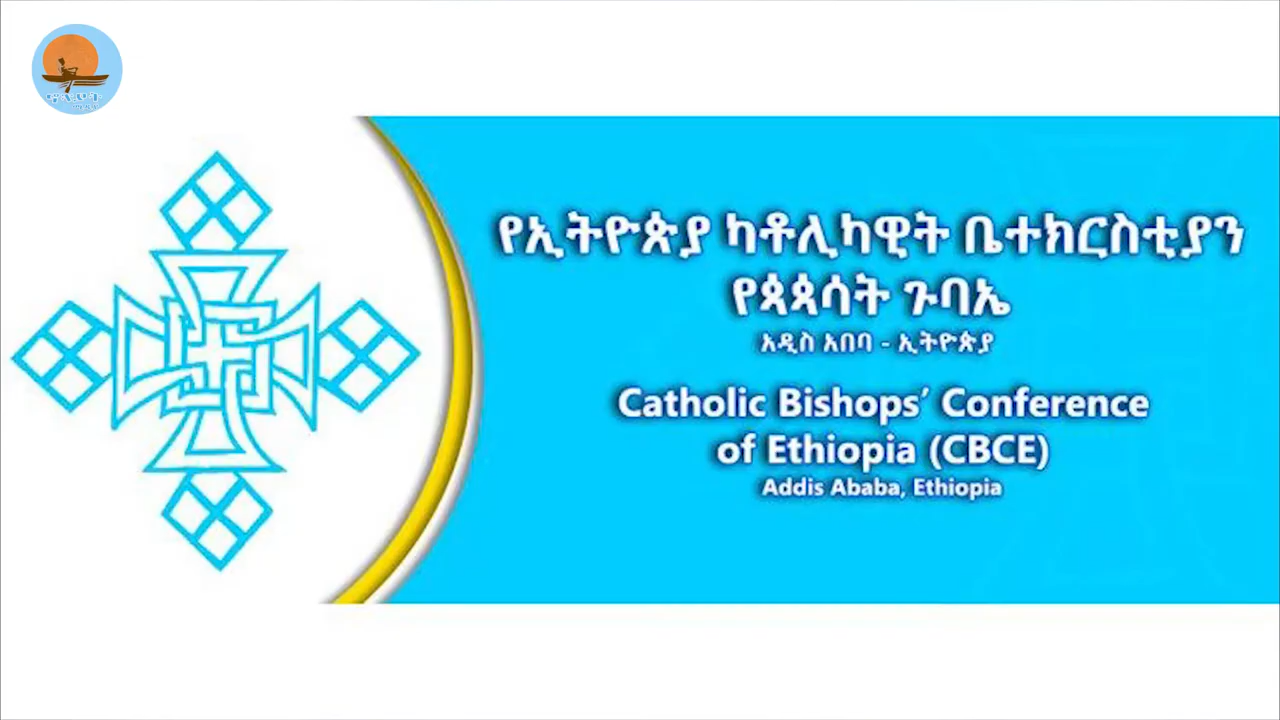 የኢትዮጵያ ካቶሊካዊት ቤተክርስቲያን
የጳጳሳት ጉባኤ
አዲስ አበባ - ኢትዮጵያ
Catholic Bishops’ Conference
of Ethiopia (CBCE)
Addis Ababa, Ethiopia